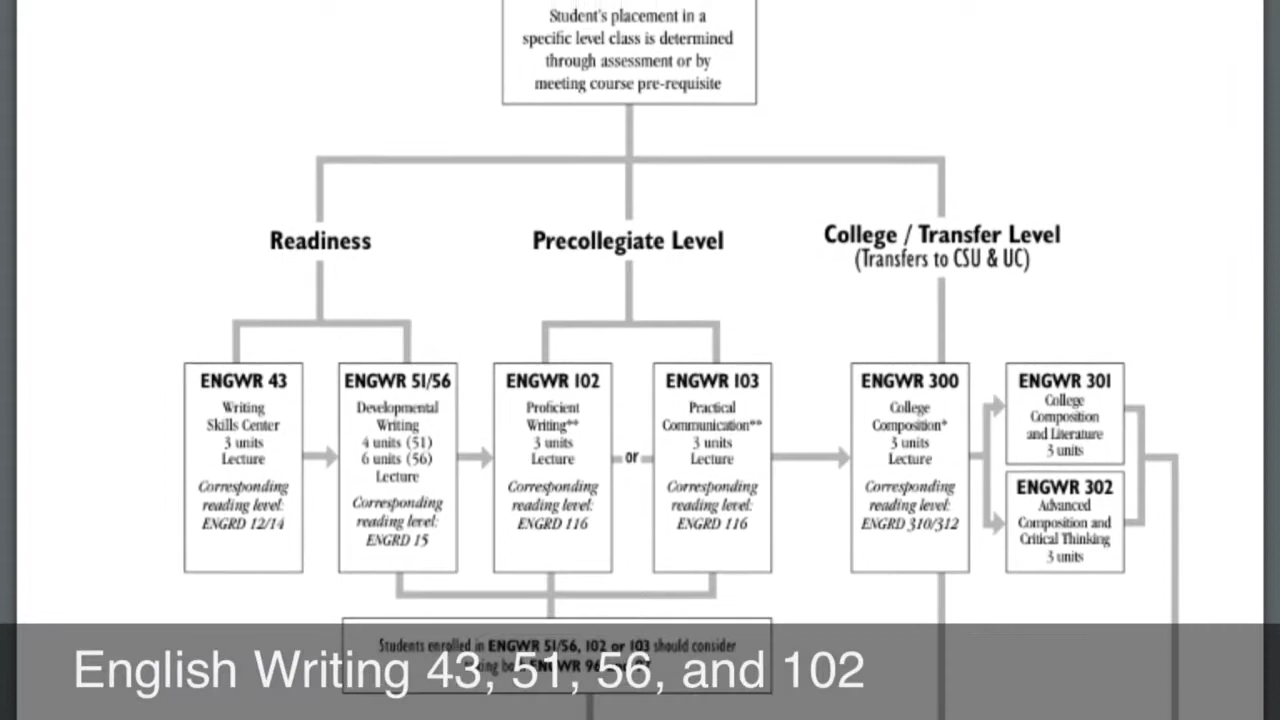 Student's placement in a
specific level class is determined
through assessment or by
meeting course pre-requisite
Readiness
Precollegiate Level
College / Transfer Level
(Transfers to CSU & UC)
ENGWR 43
Writing
Skills Center
3 units
Lecture
Corresponding
reading level:
ENGRD 12/14
ENGWR 51/56
Developmental
Writing
4 units (51)
6 units (56)
Lecture
Corresponding
reading level:
ENGRD 15
ENGWR 102
Proficient
Writing**
3 units
Lecture
Corresponding
reading level:
ENGRD 116
or
ENGWR 103
Practical
Communication**
3 units
Lecture
Corresponding
reading level:
ENGRD 116
ENGWR 300
College
Composition*
3 units
Lecture
Corresponding
reading level:
ENGRD 310/312
ENGWR 301
College
Composition
and Literature
3 units
ENGWR 302
Advanced
Composition and
Critical Thinking
3 units
Students enrolled in ENGWR 51/56, 102 or 103 should consider
ENGWR
English Writing 43, 51, 56, and 102